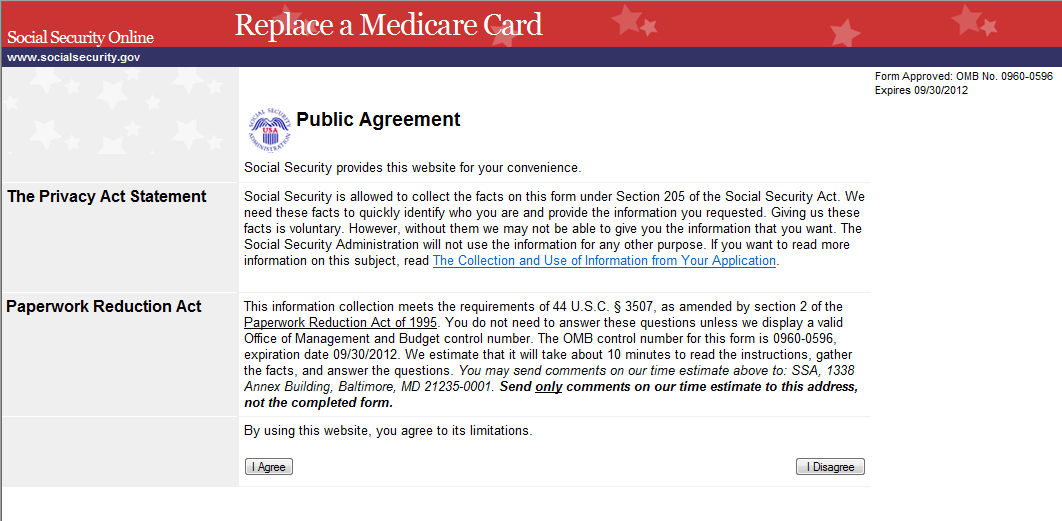 Social Security Online
Replace a Medicare Card
www.socialsecurity.gov
Form Approved: OMB No. 0960-0596
Expires 09/30/2012
SOCIAL SECURITY
USA
ADMINISTRATION
Public Agreement
Social Security provides this website for your convenience.
The Privacy Act Statement
Social Security is allowed to collect the facts on this form under Section 205 of the Social Security Act. We
need these facts to quickly identify who you are and provide the information you requested. Giving us these
facts is voluntary. However, without them we may not be able to give you the information that you want. The
Social Security Administration will not use the information for any other purpose. If you want to read more
information on this subject, read The Collection and Use of Information from Your Application.
Paperwork Reduction Act
This information collection meets the requirements of 44 U.S.C. § 3507, as amended by section 2 of the
Paperwork Reduction Act of 1995. You do not need to answer these questions unless we display a valid
Office of Management and Budget control number. The OMB control number for this form is 0960-0596,
expiration date 09/30/2012. We estimate that it will take about 10 minutes to read the instructions, gather
the facts, and answer the questions. You may send comments on our time estimate above to: SSA, 1338
Annex Building, Baltimore, MD 21235-0001. Send only comments on our time estimate to this address,
not the completed form.
By using this website, you agree to its limitations.
I Agree
I Disagree